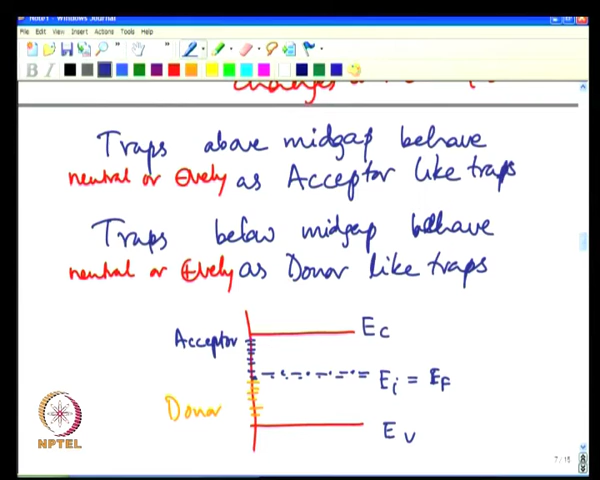 Note1 - Windows Journal
File Edit View Insert Actions Tools Help
B I
Traps above midgap behave
neutral or ⊖vely as Acceptor like traps
Traps below midgap behave
neutral or ⊕vely as Donor like traps
Acceptor
Ec
Ei = EF
Donor
Ev
NPTEL